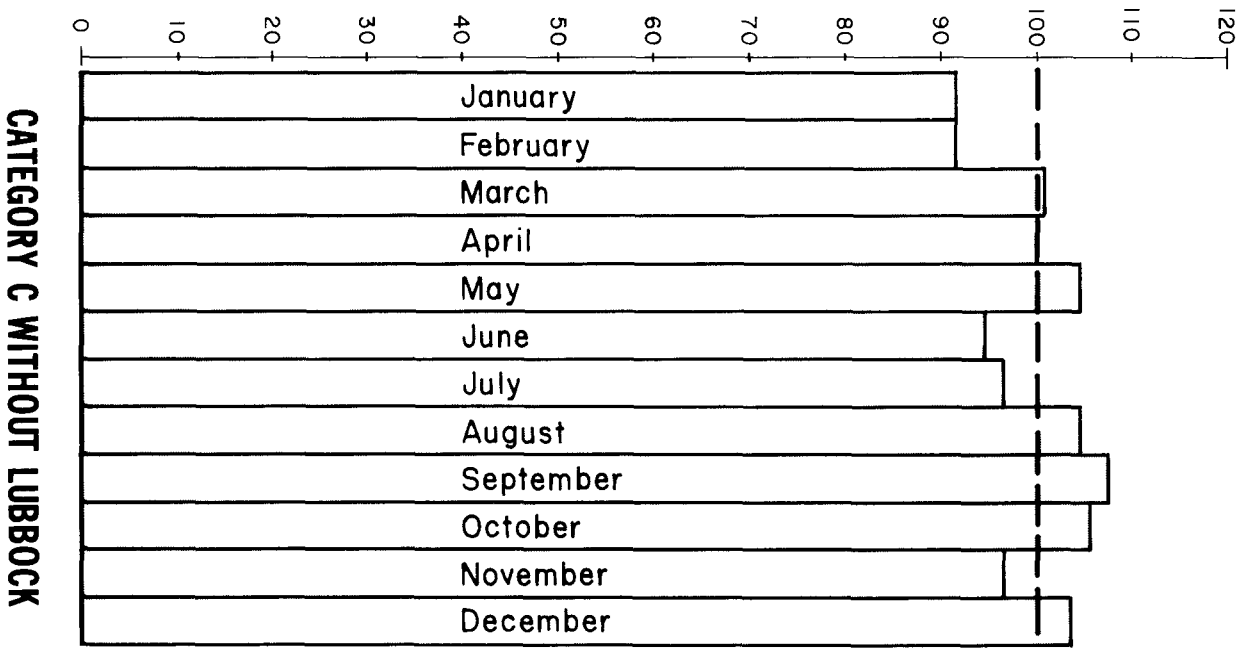 0 10 20 30 40 50 60 70 80 90 100 110 120
January
February
March
April
May
June
July
August
September
October
November
December
CATEGORY C WITHOUT LUBBOCK